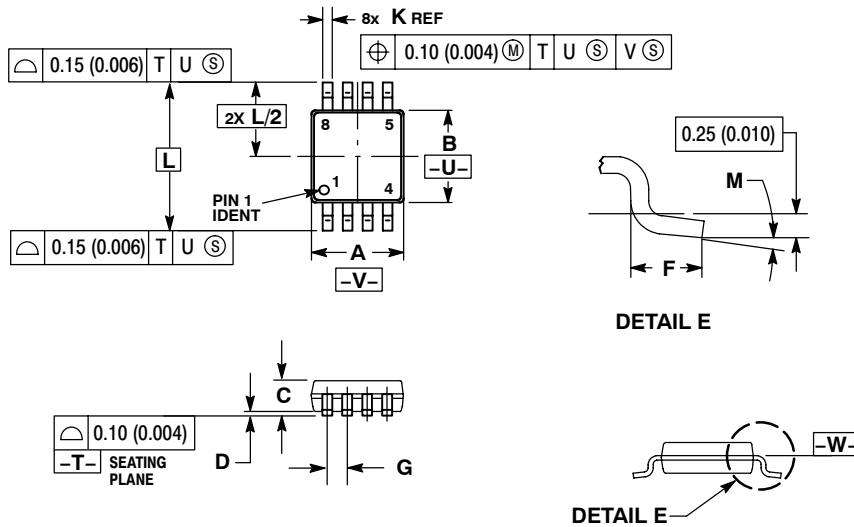 8x K REF
⌖ 0.10 (0.004) Ⓜ T U Ⓢ V Ⓢ
⌓ 0.15 (0.006) T U Ⓢ
2X L/2
L
8 5
B
–U–
1
4
PIN 1
IDENT
⌓ 0.15 (0.006) T U Ⓢ
A
–V–
0.25 (0.010)
M
F
DETAIL E
C
⌓ 0.10 (0.004)
–T– SEATING
PLANE
D
G
–W–
DETAIL E